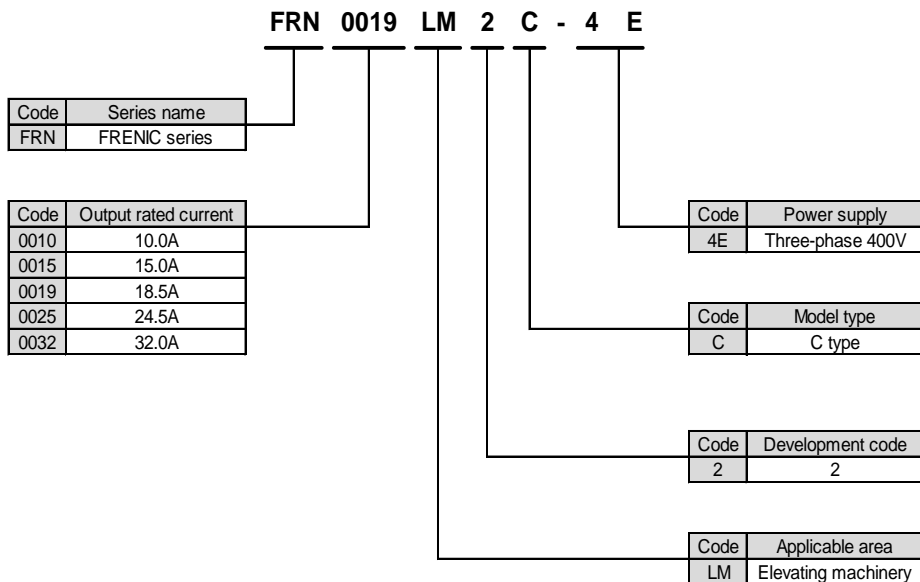 FRN 0019 LM 2 C - 4 E
Code Series name
FRN FRENIC series
Code Output rated current
0010 10.0A
0015 15.0A
0019 18.5A
0025 24.5A
0032 32.0A
Code Power supply
4E Three-phase 400V
Code Model type
C C type
Code Development code
2 2
Code Applicable area
LM Elevating machinery